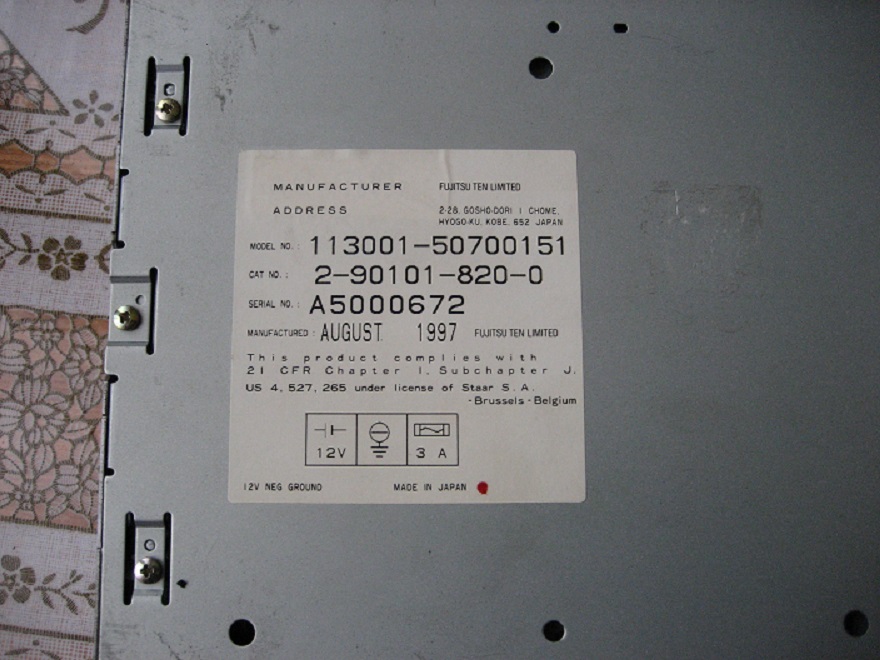 MANUFACTURER FUJITSU TEN LIMITED
ADDRESS 2-28, GOSHO-DORI 1 CHOME,
HYOGO-KU, KOBE, 652 JAPAN
MODEL NO. : 113001-50700151
CAT NO. : 2-90101-820-0
SERIAL NO. : A5000672
MANUFACTURED : AUGUST 1997 FUJITSU TEN LIMITED
This product complies with
21 CFR Chapter I, Subchapter J.
US 4, 527, 265 under license of Staar S. A.
-Brussels-Belgium
12V 3 A
12V NEG GROUND MADE IN JAPAN